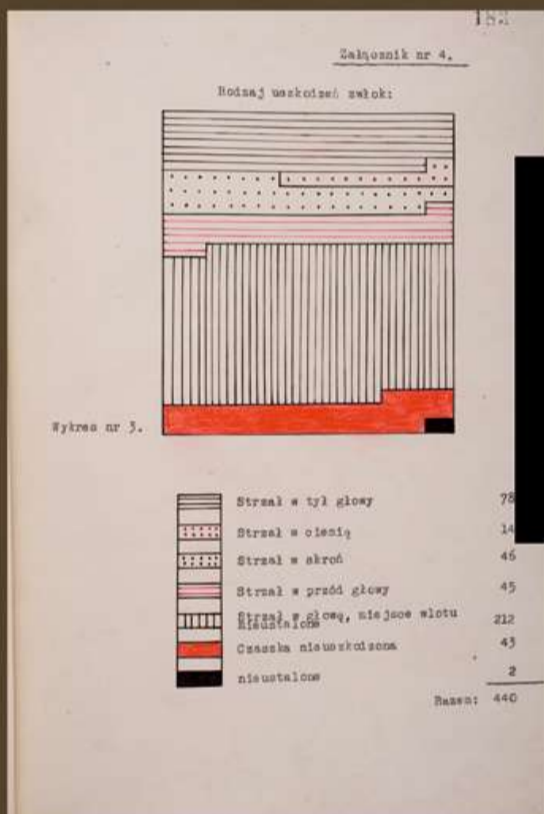 182
Załącznik nr 4.
Rodzaj uszkodzeń zwłok:
Wykres nr 3.
Strzał w tył głowy 78
Strzał w ciemię 14
Strzał w skroń 46
Strzał w przód głowy 45
Strzał w głowę, miejsce wlotu
nieustalone 212
Czaszka nieuszkodzona 43
nieustalone 2
Razem: 440